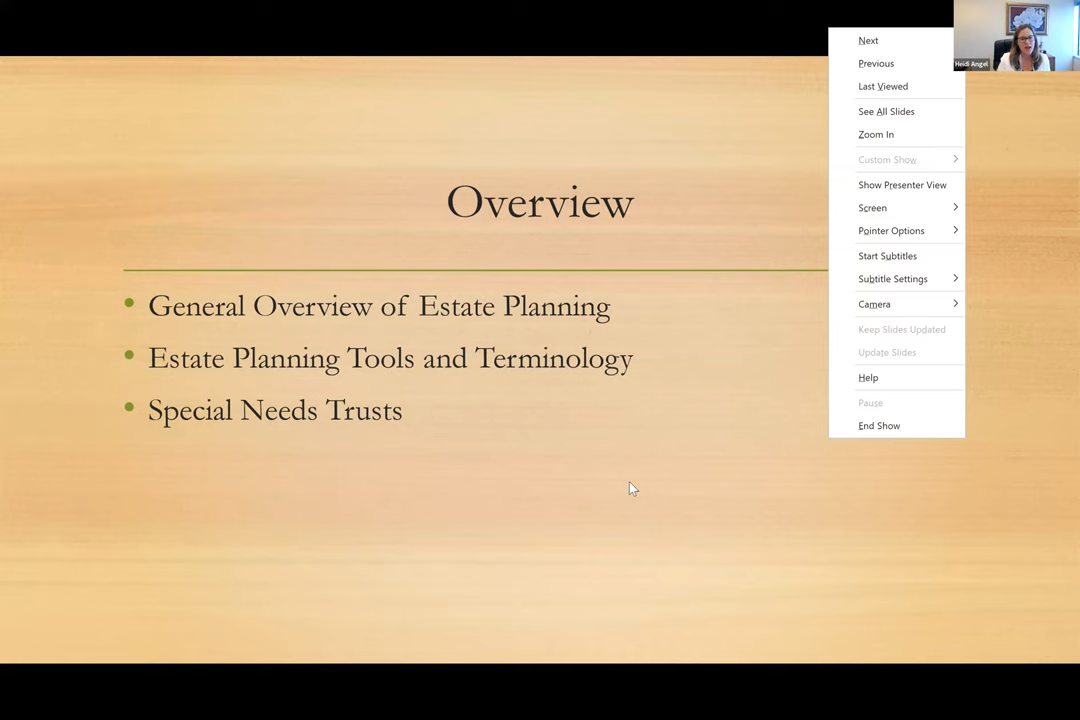 Overview
General Overview of Estate Planning
Estate Planning Tools and Terminology
Special Needs Trusts
Next
Previous
Last Viewed
See All Slides
Zoom In
Custom Show
Show Presenter View
Screen
Pointer Options
Start Subtitles
Subtitle Settings
Camera
Keep Slides Updated
Update Slides
Help
Pause
End Show
Heidi Angel